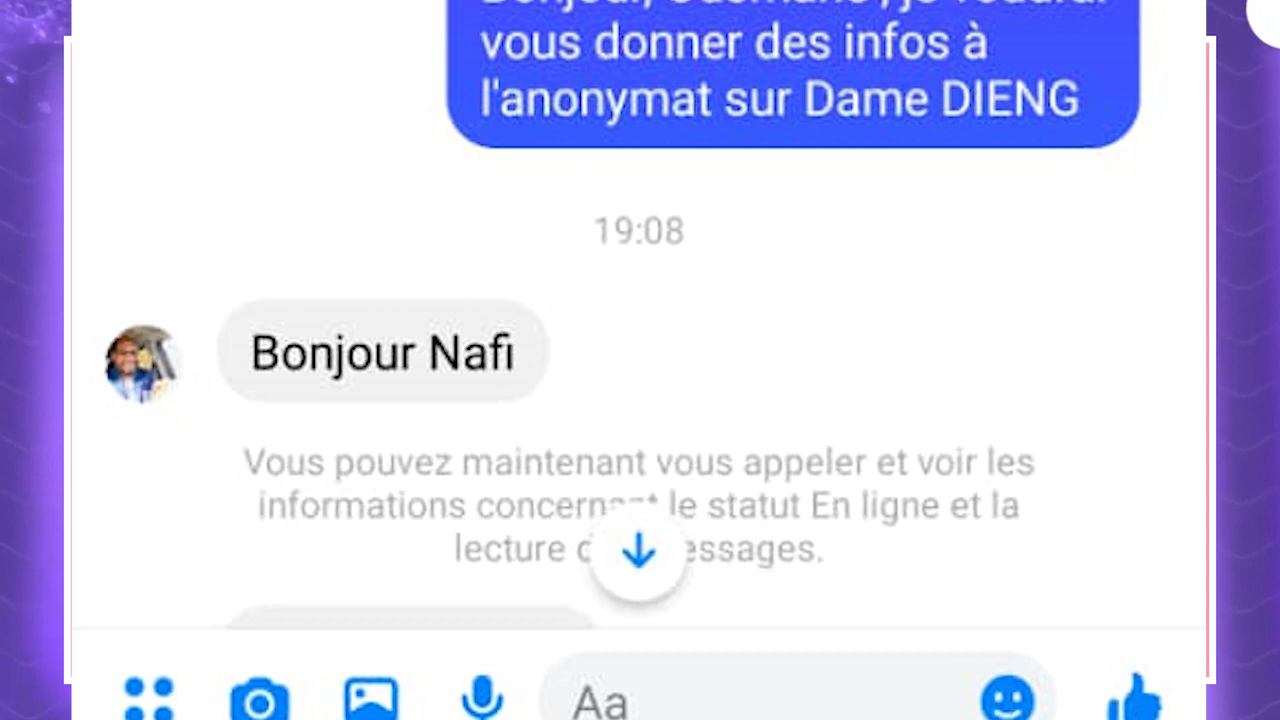 vous donner des infos à
l'anonymat sur Dame DIENG
19:08
Bonjour Nafi
Vous pouvez maintenant vous appeler et voir les
informations concernant le statut En ligne et la
lecture
Aa